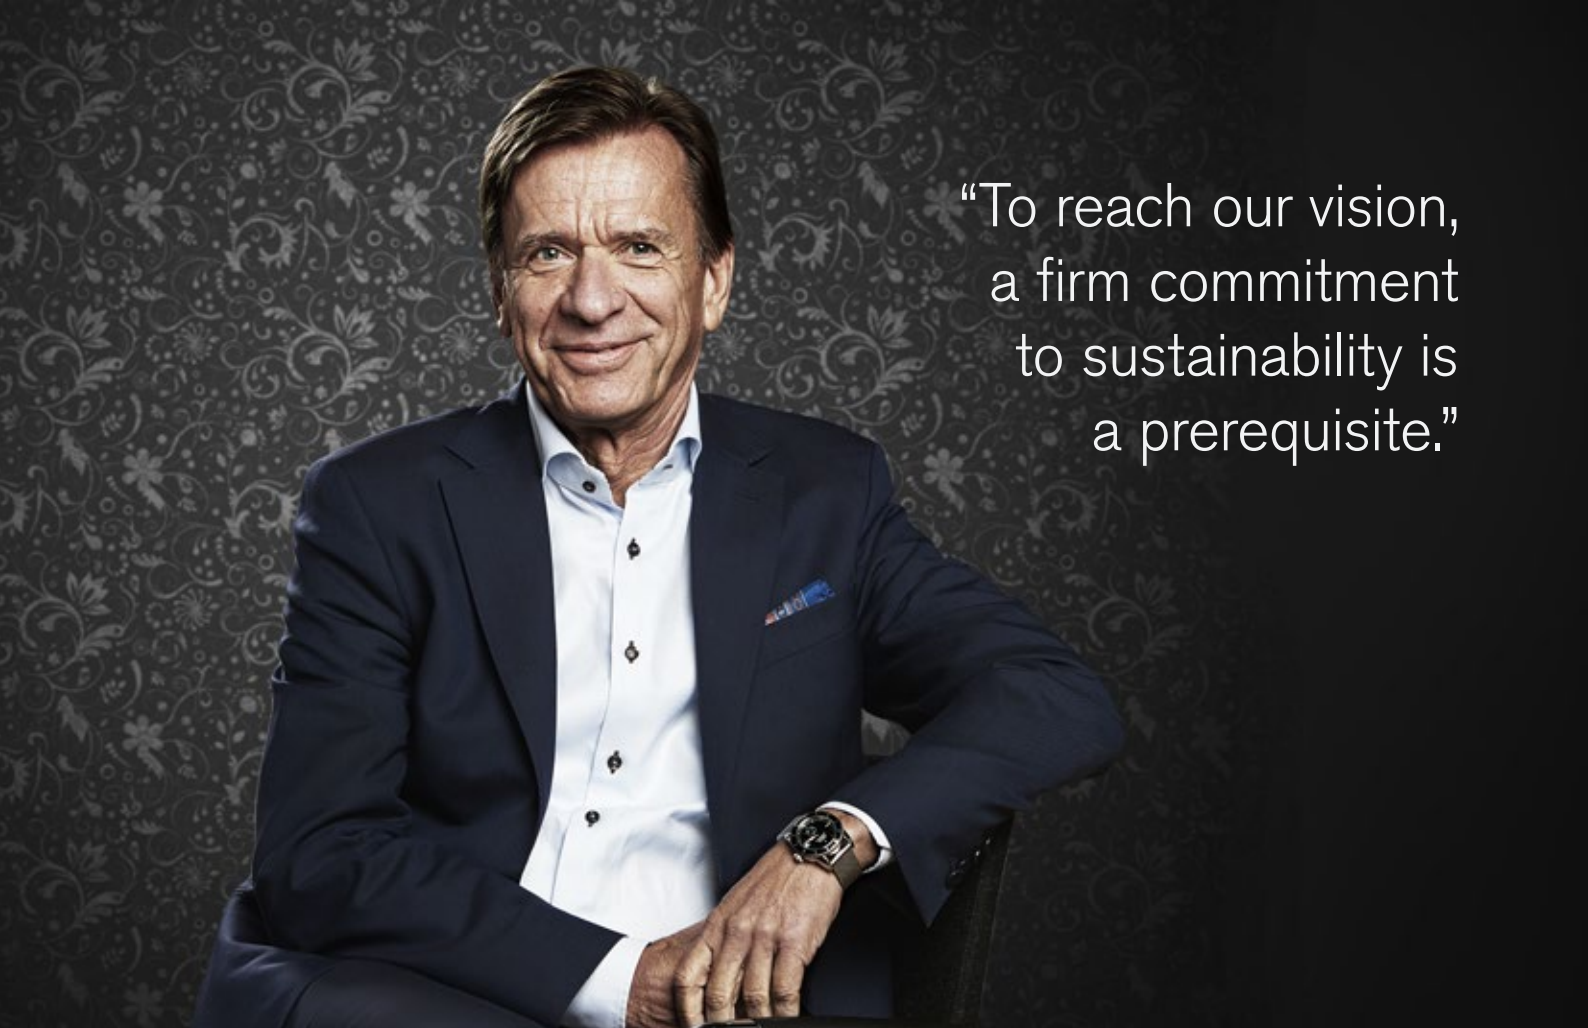 “To reach our vision,
a firm commitment
to sustainability is
a prerequisite.”